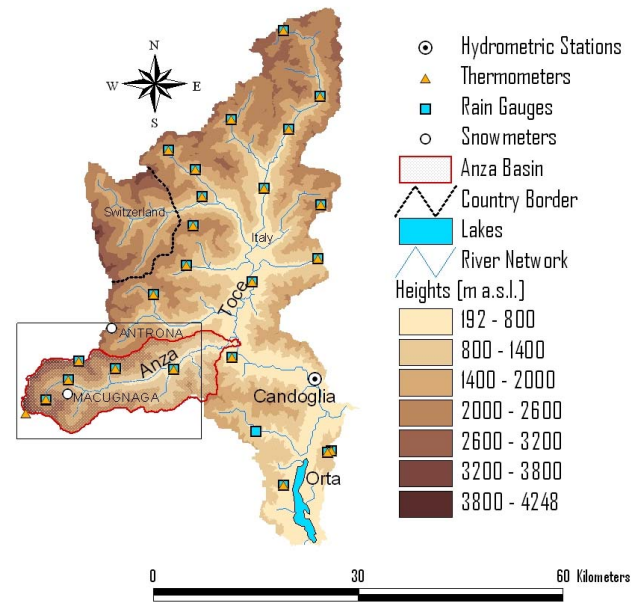 N
W E
S
Switzerland
Italy
Toce
ANTRONA
Anza
MACUGNAGA
Candoglia
Orta
Hydrometric Stations
Thermometers
Rain Gauges
Snowmeters
Anza Basin
Country Border
Lakes
River Network
Heights [m a.s.l.]
192 - 800
800 - 1400
1400 - 2000
2000 - 2600
2600 - 3200
3200 - 3800
3800 - 4248
0 30 60 Kilometers